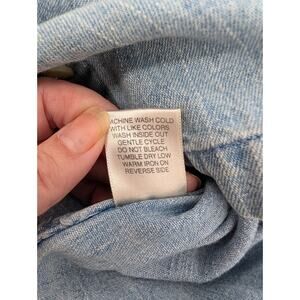 MACHINE WASH COLD
WITH LIKE COLORS
WASH INSIDE OUT
GENTLE CYCLE
DO NOT BLEACH
TUMBLE DRY LOW
WARM IRON ON
REVERSE SIDE